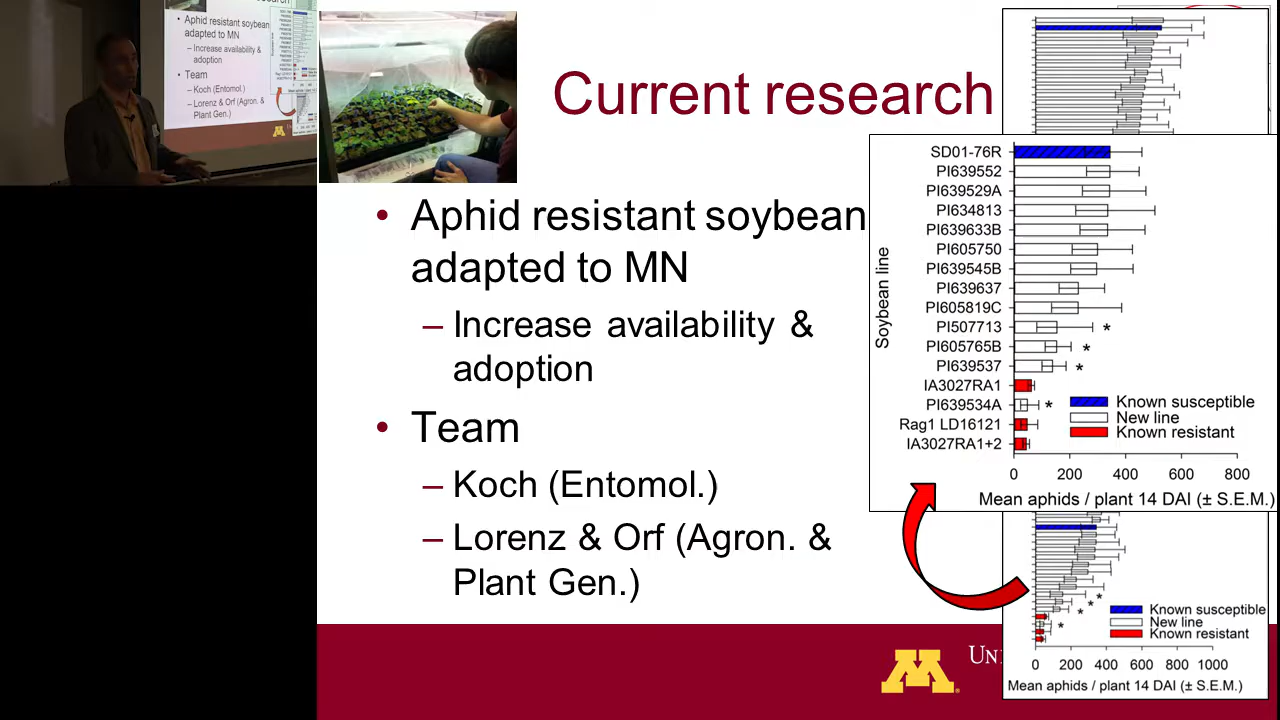 Aphid resistant soybean
adapted to MN
– Increase availability &
adoption
Team
– Koch (Entomol.)
– Lorenz & Orf (Agron. &
Plant Gen.)
Current research
• Aphid resistant soybean
adapted to MN
– Increase availability &
adoption
• Team
– Koch (Entomol.)
– Lorenz & Orf (Agron. &
Plant Gen.)
Soybean line
SD01-76R
PI639552
PI639529A
PI634813
PI639633B
PI605750
PI639545B
PI639637
PI605819C
PI507713 *
PI605765B *
PI639537 *
IA3027RA1
PI639534A *
Rag1 LD16121
IA3027RA1+2
Known susceptible
New line
Known resistant
0 200 400 600 800
Mean aphids / plant 14 DAI (± S.E.M.)
*
*
*
*
Known susceptible
New line
Known resistant
0 200 400 600 800 1000
Mean aphids / plant 14 DAI (± S.E.M.)
M